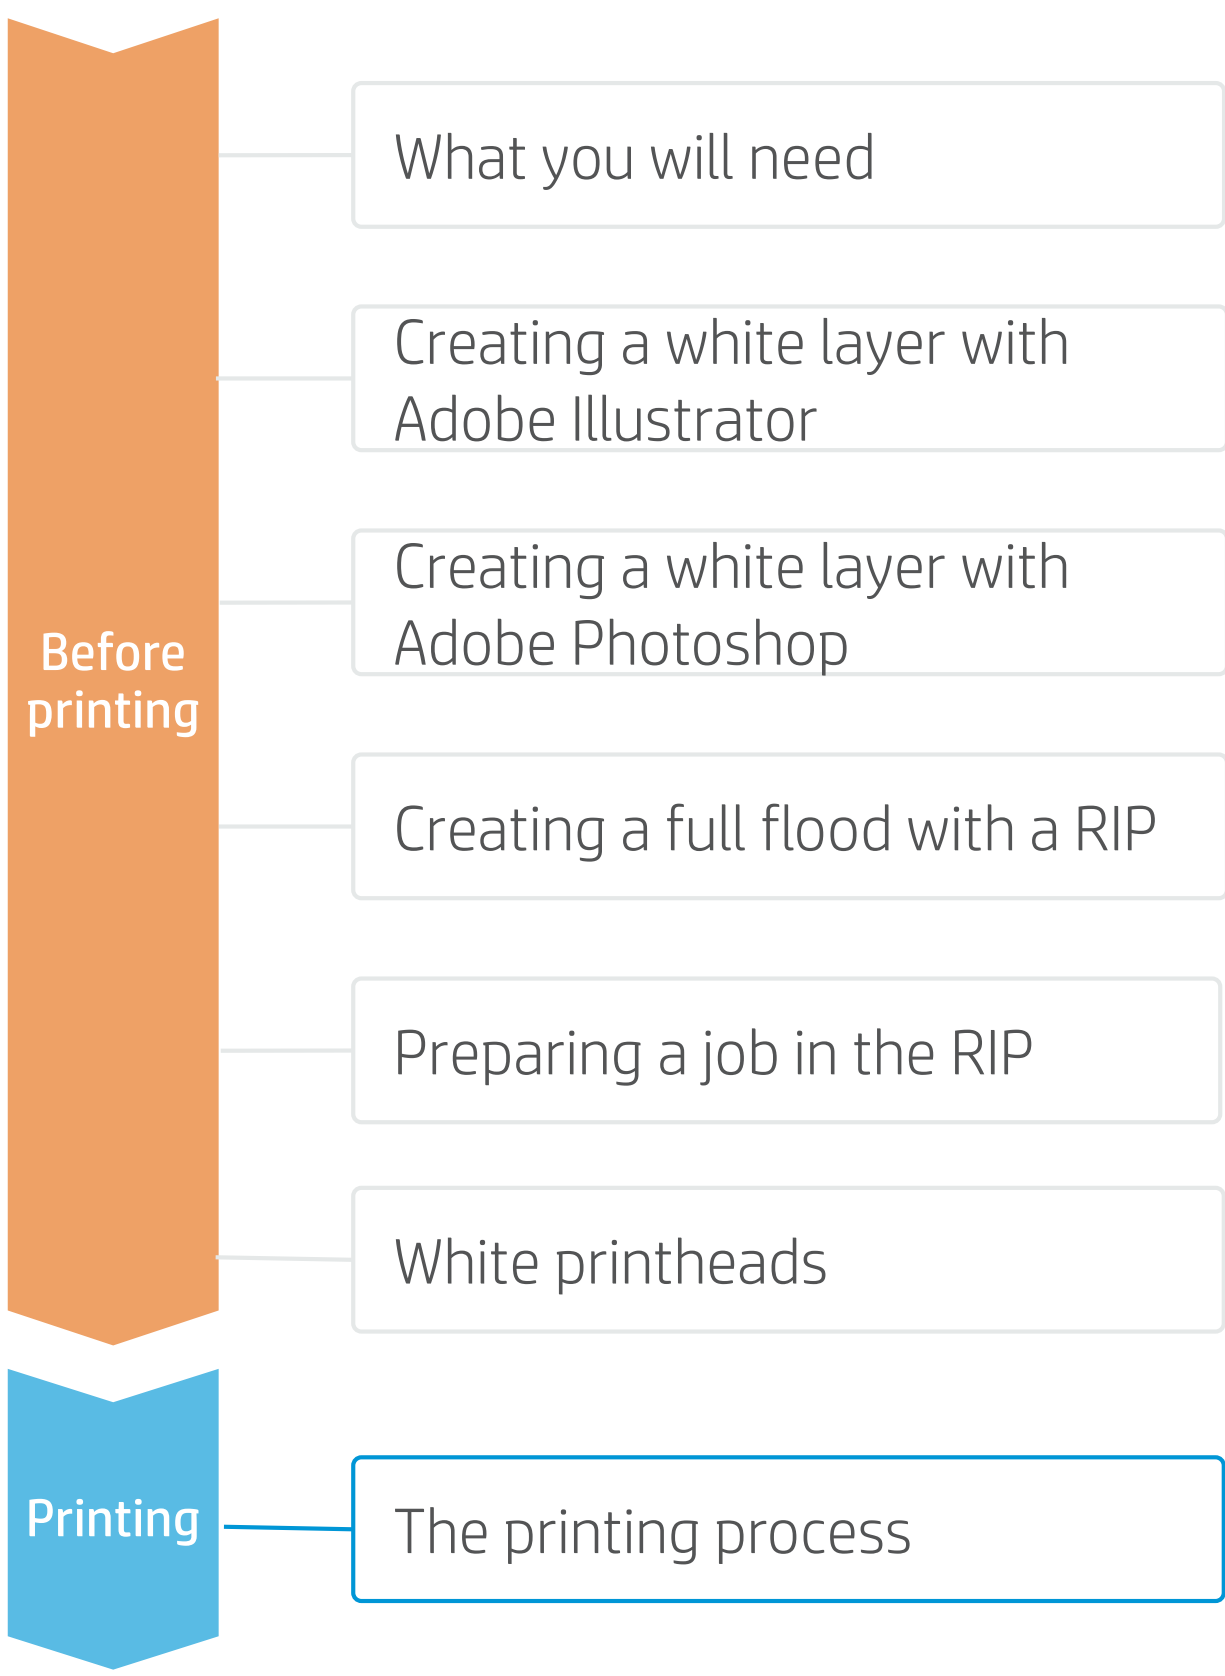 What you will need
Creating a white layer with
Adobe Illustrator
Creating a white layer with
Adobe Photoshop
Before
printing
Creating a full flood with a RIP
Preparing a job in the RIP
White printheads
Printing
The printing process